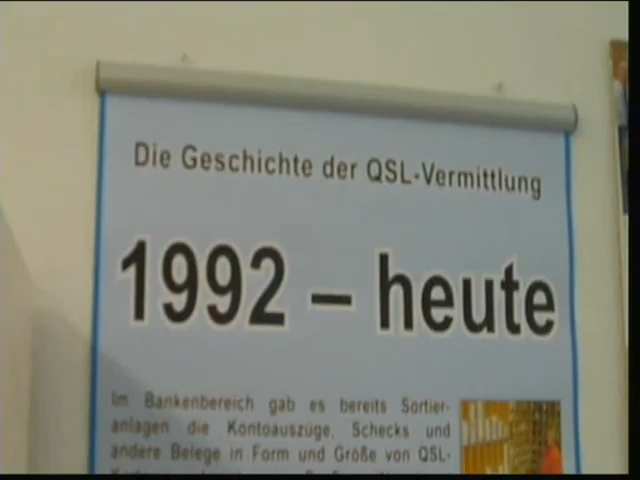 Die Geschichte der QSL-Vermittlung
1992 – heute
Im Bankenbereich gab es bereits Sortier-
anlagen die Kontoauszüge, Schecks und
andere Belege in Form und Größe von QSL-